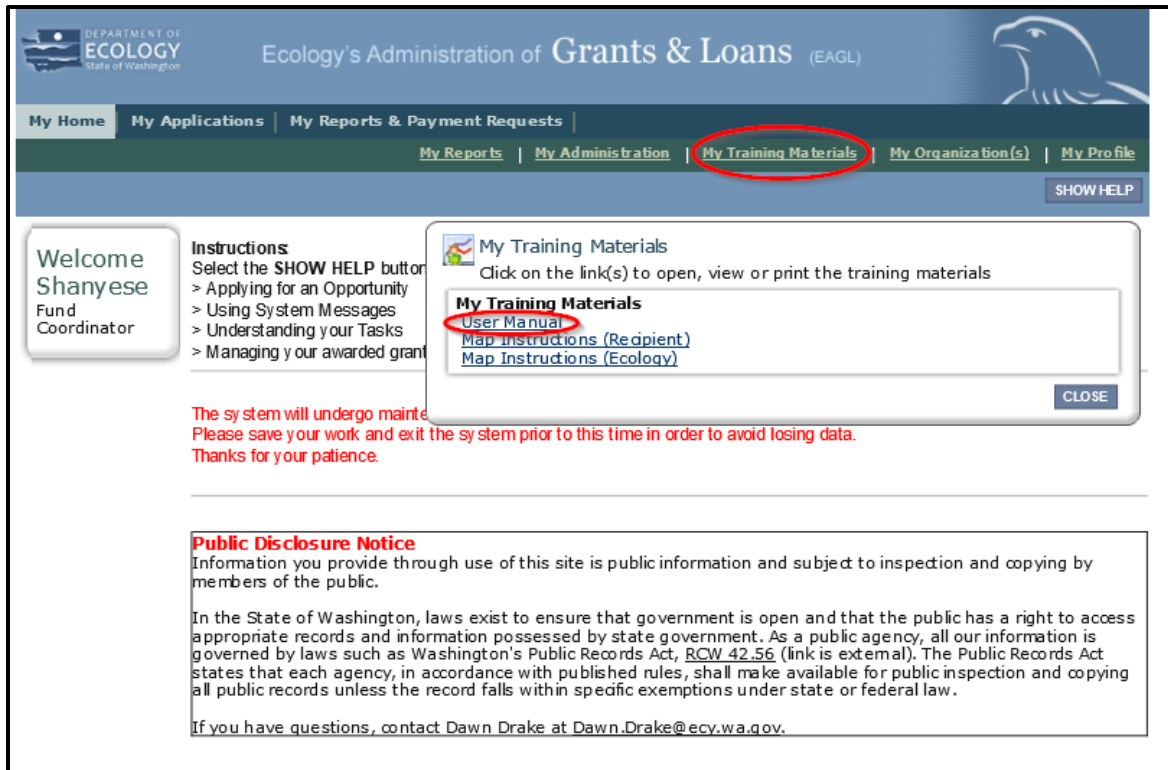 DEPARTMENT OF
ECOLOGY
State of Washington
Ecology's Administration of Grants & Loans (EAGL)
My Home | My Applications | My Reports & Payment Requests |
My Reports | My Administration | My Training Materials | My Organization(s) | My Profile
SHOW HELP
Welcome
Shanyese
Fund
Coordinator
Instructions:
Select the SHOW HELP button
> Applying for an Opportunity
> Using System Messages
> Understanding your Tasks
> Managing your awarded grant
My Training Materials
Click on the link(s) to open, view or print the training materials
My Training Materials
User Manual
Map Instructions (Recipient)
Map Instructions (Ecology)
CLOSE
The system will undergo mainte
Please save your work and exit the system prior to this time in order to avoid losing data.
Thanks for your patience.
Public Disclosure Notice
Information you provide through use of this site is public information and subject to inspection and copying by
members of the public.
In the State of Washington, laws exist to ensure that government is open and that the public has a right to access
appropriate records and information possessed by state government. As a public agency, all our information is
governed by laws such as Washington's Public Records Act, RCW 42.56 (link is external). The Public Records Act
states that each agency, in accordance with published rules, shall make available for public inspection and copying
all public records unless the record falls within specific exemptions under state or federal law.
If you have questions, contact Dawn Drake at Dawn.Drake@ecy.wa.gov.